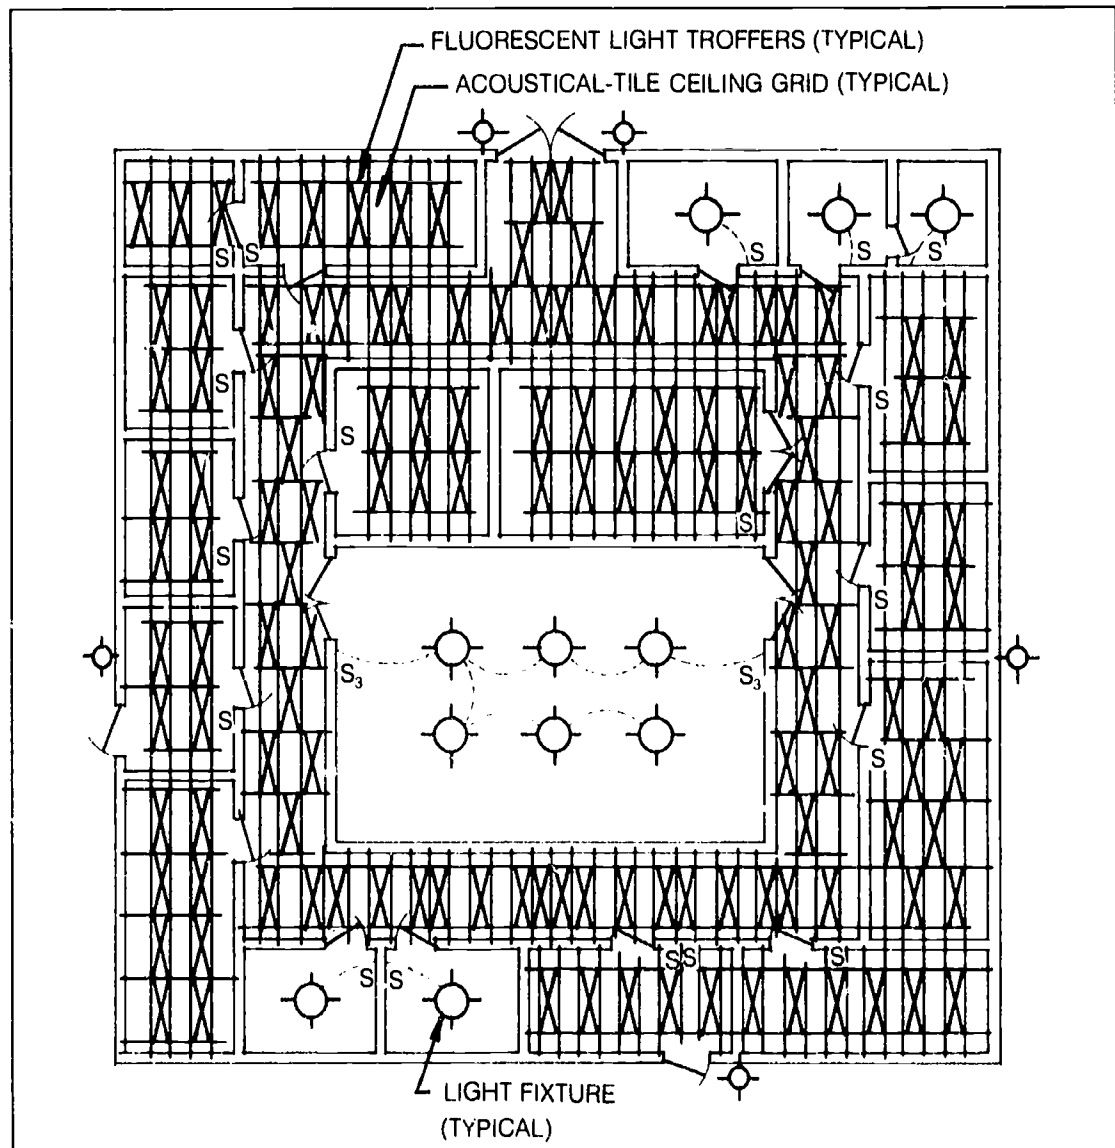 FLUORESCENT LIGHT TROFFERS (TYPICAL)
ACOUSTICAL-TILE CEILING GRID (TYPICAL)
S
S S S
S
S
S
S
S
S
S
S
S₃ S₃
S
S
S S S S S
LIGHT FIXTURE
(TYPICAL)